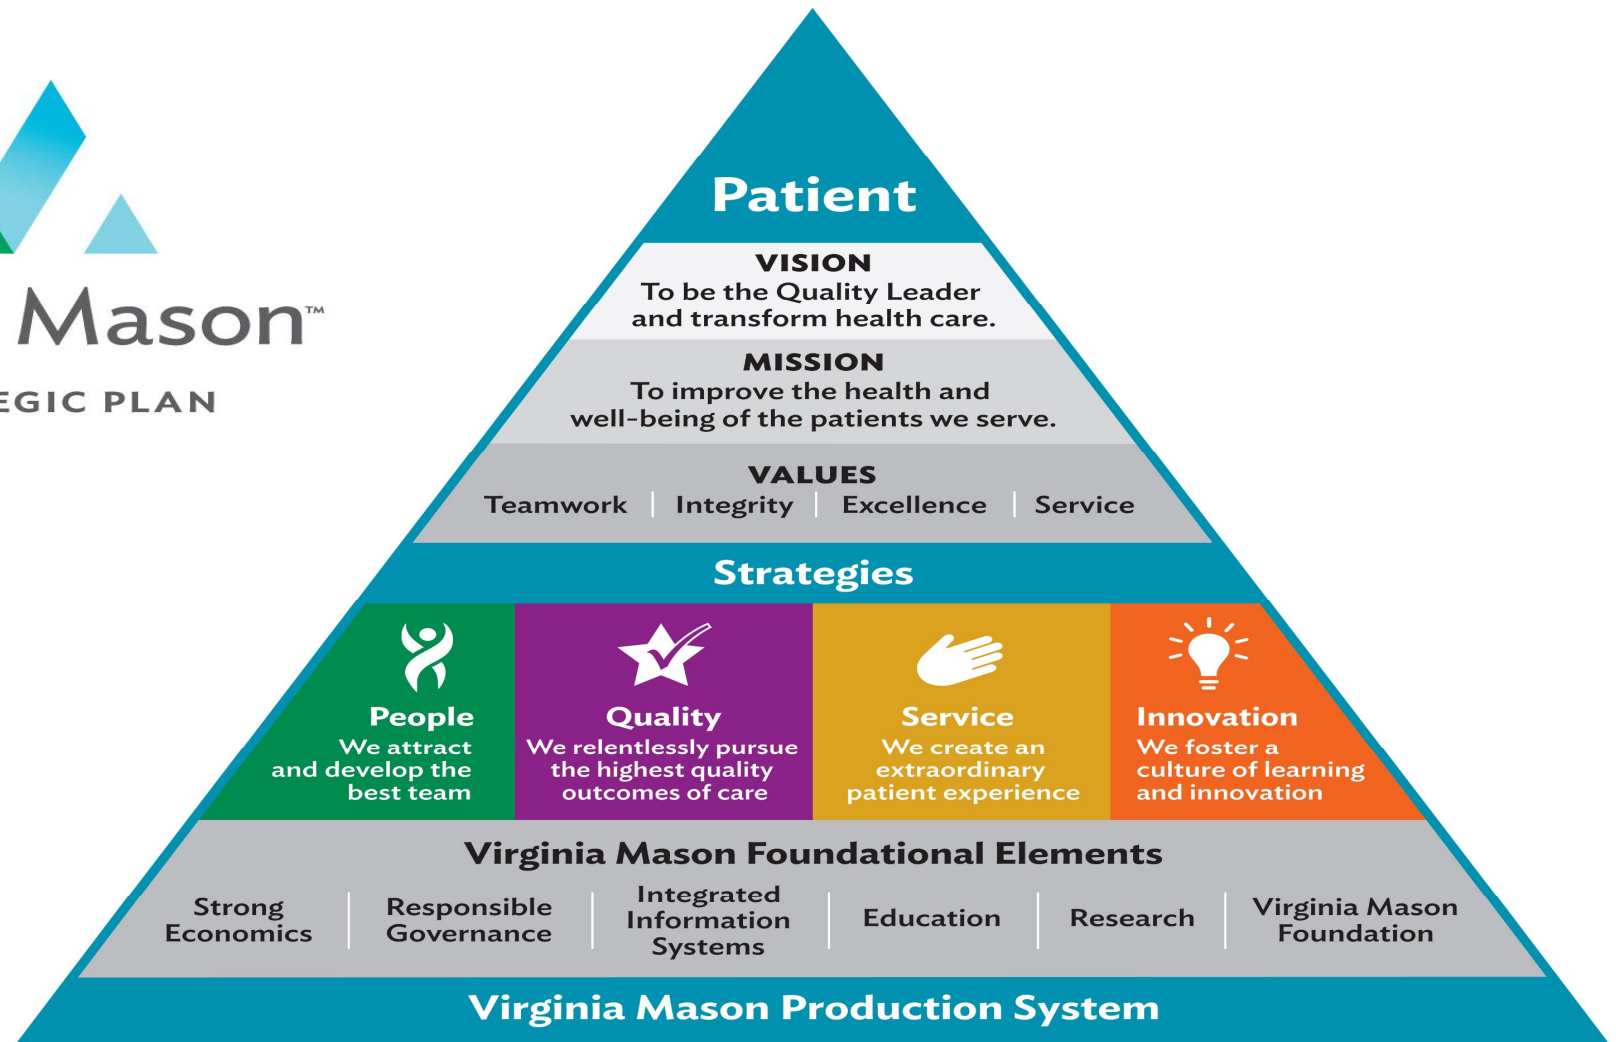 Mason™
EGIC PLAN
Patient
VISION
To be the Quality Leader
and transform health care.
MISSION
To improve the health and
well-being of the patients we serve.
VALUES
Teamwork | Integrity | Excellence | Service
Strategies
People
We attract
and develop the
best team
Quality
We relentlessly pursue
the highest quality
outcomes of care
Service
We create an
extraordinary
patient experience
Innovation
We foster a
culture of learning
and innovation
Virginia Mason Foundational Elements
Strong
Economics
Responsible
Governance
Integrated
Information
Systems
Education
Research
Virginia Mason
Foundation
Virginia Mason Production System